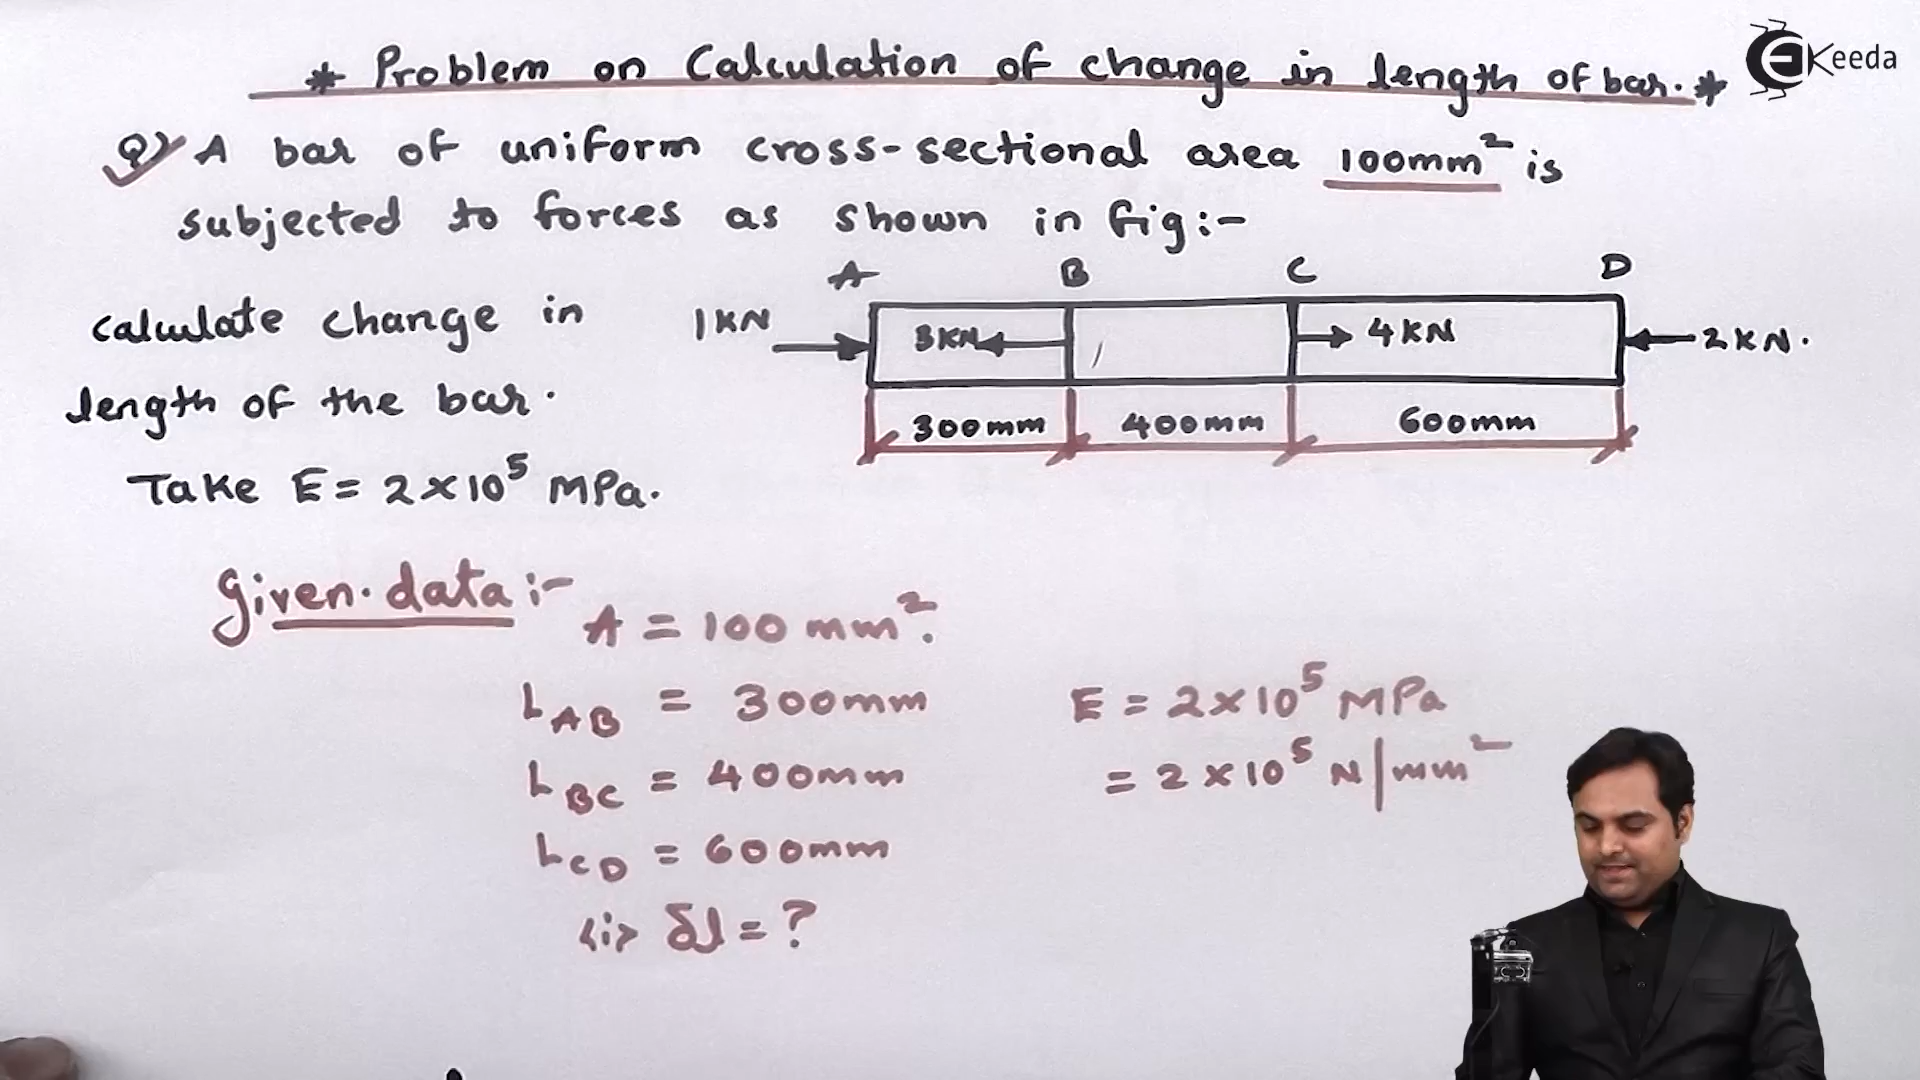 * Problem on Calculation of change in length of bar. *
EKeeda
Q) A bar of uniform cross-sectional area 100mm² is
subjected to forces as shown in fig:-
A B C D
calculate change in
1KN 3KN 4KN 2KN.
length of the bar.
300mm 400mm 600mm
Take E = 2×10⁵ MPa.
Given data:-
A = 100 mm².
L_AB = 300mm
E = 2×10⁵ MPa
L_BC = 400mm
= 2×10⁵ N/mm²
L_CD = 600mm
<i> δl = ?